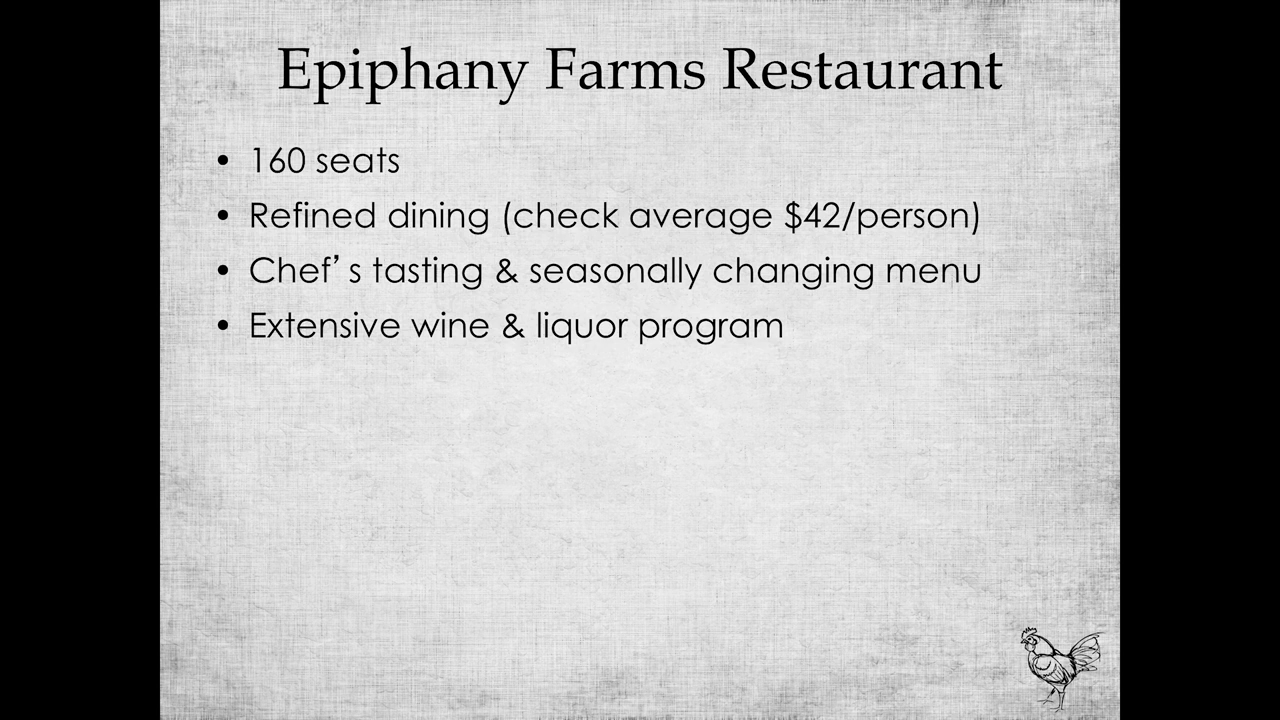 Epiphany Farms Restaurant
• 160 seats
• Refined dining (check average $42/person)
• Chef’s tasting & seasonally changing menu
• Extensive wine & liquor program